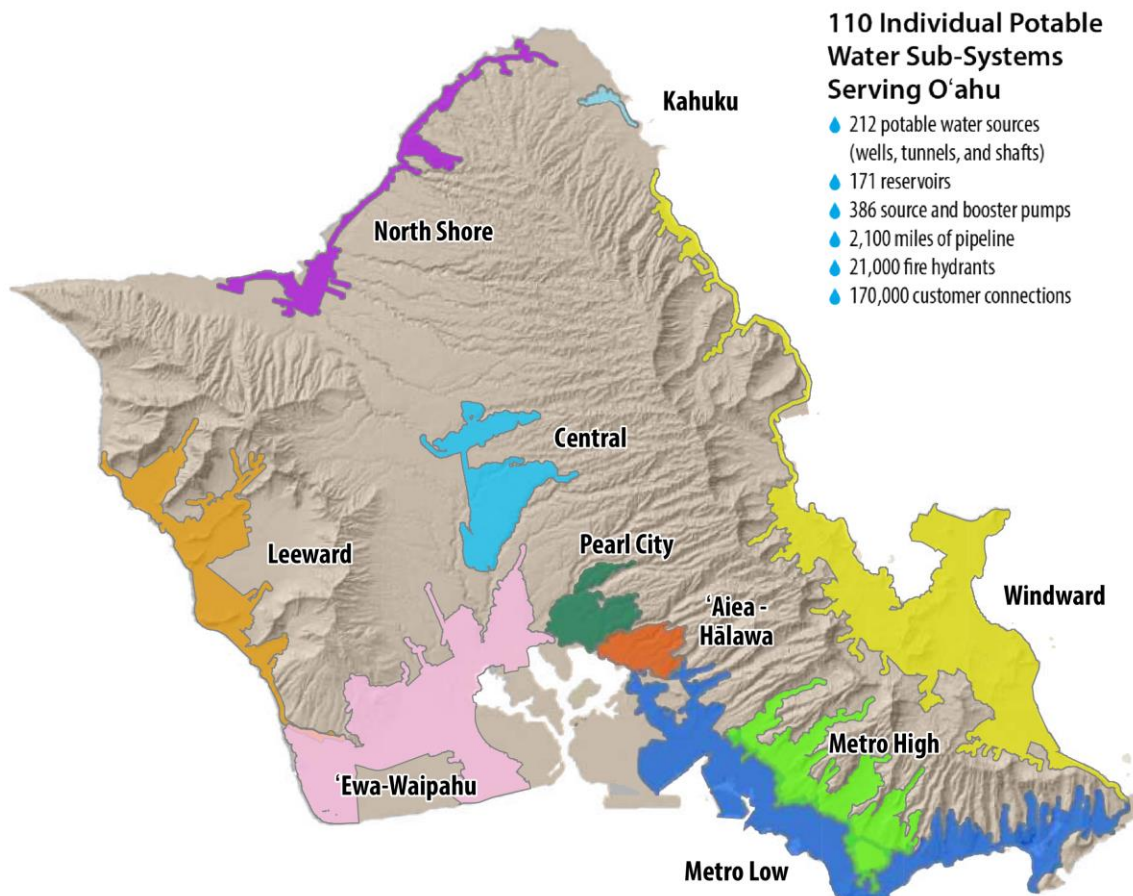 110 Individual Potable
Water Sub-Systems
Serving Oʻahu
212 potable water sources
(wells, tunnels, and shafts)
171 reservoirs
386 source and booster pumps
2,100 miles of pipeline
21,000 fire hydrants
170,000 customer connections
Kahuku
North Shore
Central
Pearl City
Leeward
ʻAiea -
Hālawa
Windward
Metro High
ʻEwa-Waipahu
Metro Low